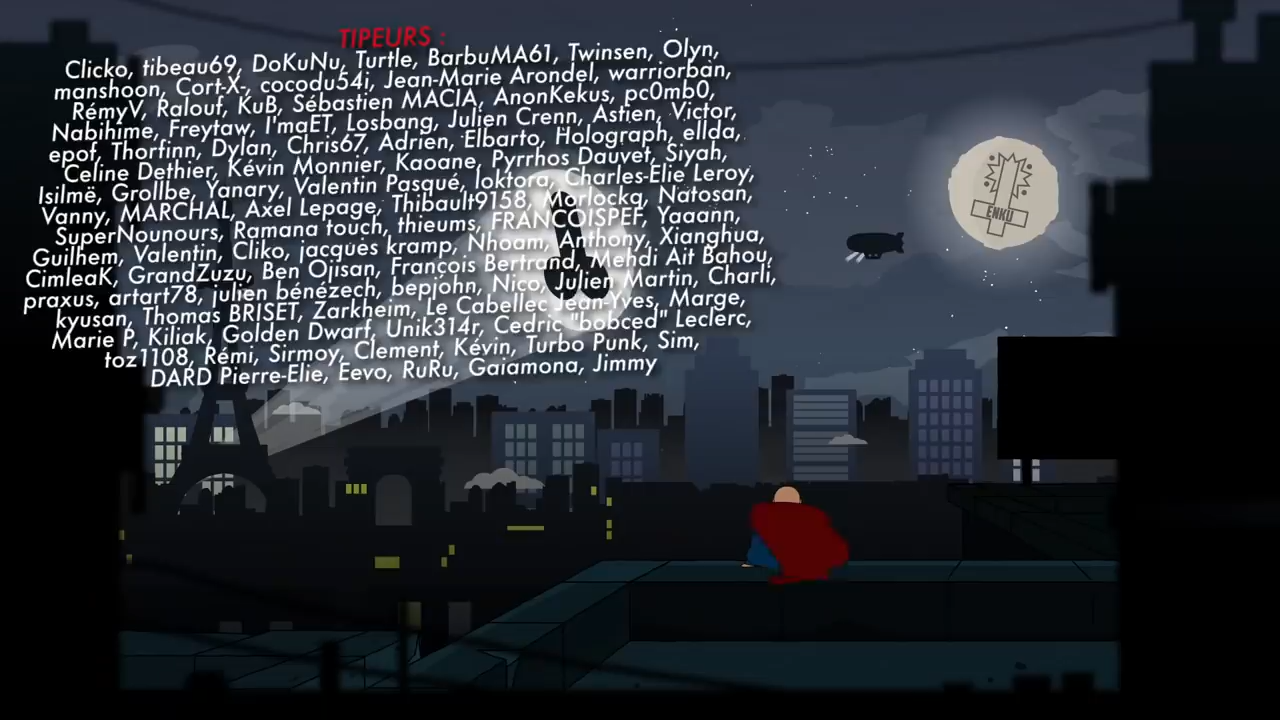 TIPEURS :
Clicko, tibeau69, DoKuNu, Turtle, BarbuMA61, Twinsen, Olyn,
manshoon, Cort-X-, cocodu54i, Jean-Marie Arondel, warriorban,
RémyV, Ralouf, KuB, Sébastien MACIA, AnonKekus, pc0mb0,
Nabihime, Freytaw, I'maET, Losbang, Julien Crenn, Astien, Victor,
epof, Thorfinn, Dylan, Chris67, Adrien, Elbarto, Holograph, ellda,
Celine Dethier, Kévin Monnier, Kaoane, Pyrrhos Dauvet, Siyah,
Isilmë, Grollbe, Yanary, Valentin Pasqué, loktora, Charles-Elie Leroy,
Vanny, MARCHAL, Axel Lepage, Thibault9158, Morlockq, Natosan,
SuperNounours, Ramana touch, thieums, FRANCOISPEF, Yaaann,
Guilhem, Valentin, Cliko, jacques kramp, Nhoam, Anthony, Xianghua,
CimleaK, GrandZuzu, Ben Ojisan, François Bertrand, Mehdi Ait Bahou,
praxus, artart78, julien bénézech, bepjohn, Nico, Julien Martin, Charli,
kyusan, Thomas BRISET, Zarkheim, Le Cabellec Jean-Yves, Marge,
Marie P, Kiliak, Golden Dwarf, Unik314r, Cedric "bobced" Leclerc,
toz1108, Rémi, Sirmoy, Clement, Kévin, Turbo Punk, Sim,
DARD Pierre-Elie, Eevo, RuRu, Gaiamona, Jimmy
ENKU